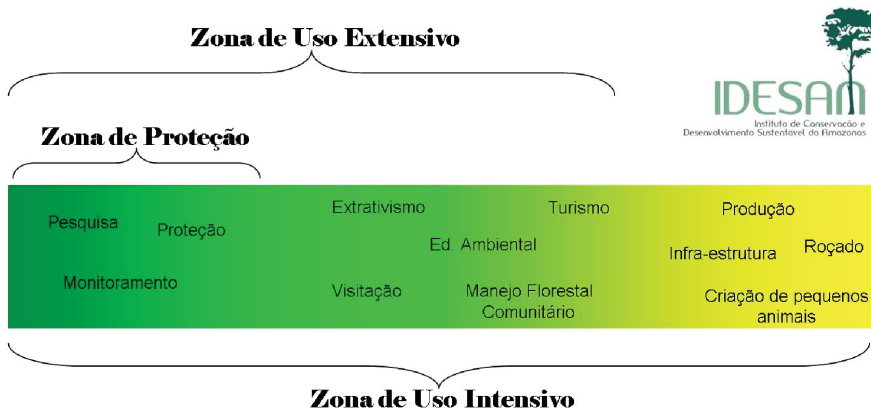 Zona de Uso Extensivo
IDESAM
Instituto de Conservação e
Desenvolvimento Sustentável do Amazonas
Zona de Proteção
Pesquisa
Proteção
Monitoramento
Extrativismo
Turismo
Ed. Ambiental
Visitação
Manejo Florestal
Comunitário
Produção
Infra-estrutura
Roçado
Criação de pequenos
animais
Zona de Uso Intensivo